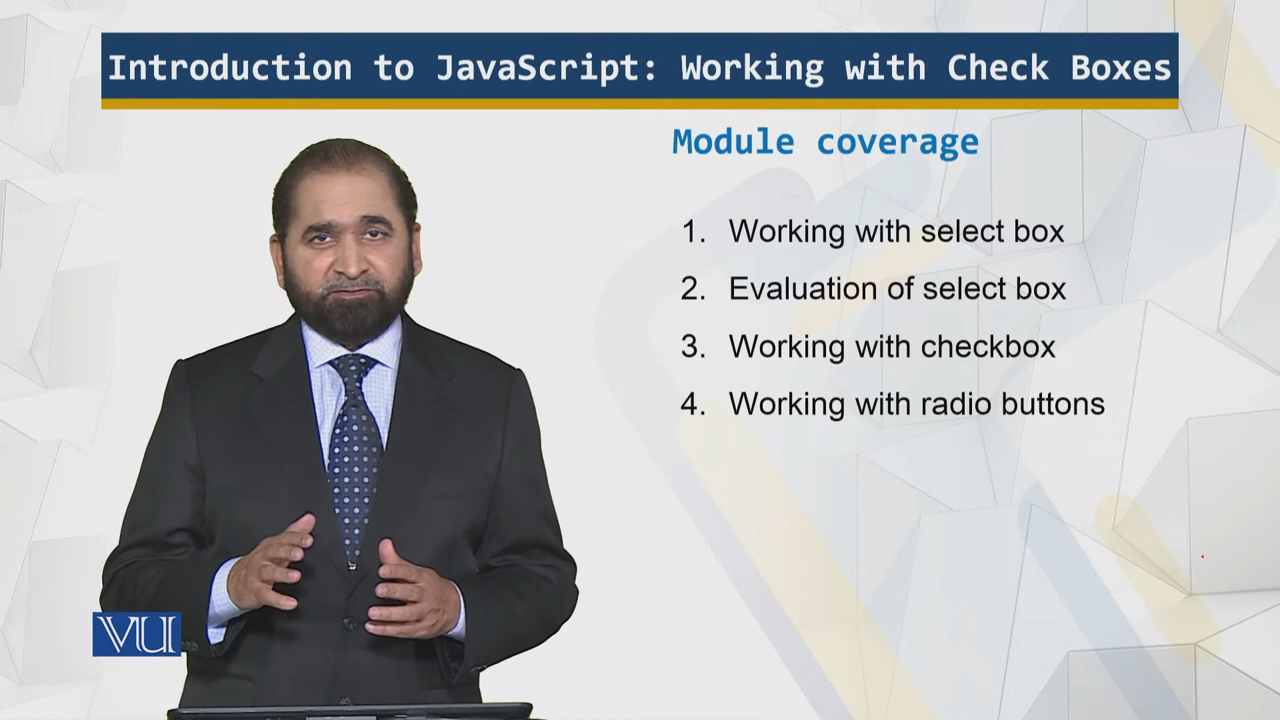 Introduction to JavaScript: Working with Check Boxes
Module coverage
1. Working with select box
2. Evaluation of select box
3. Working with checkbox
4. Working with radio buttons
VU